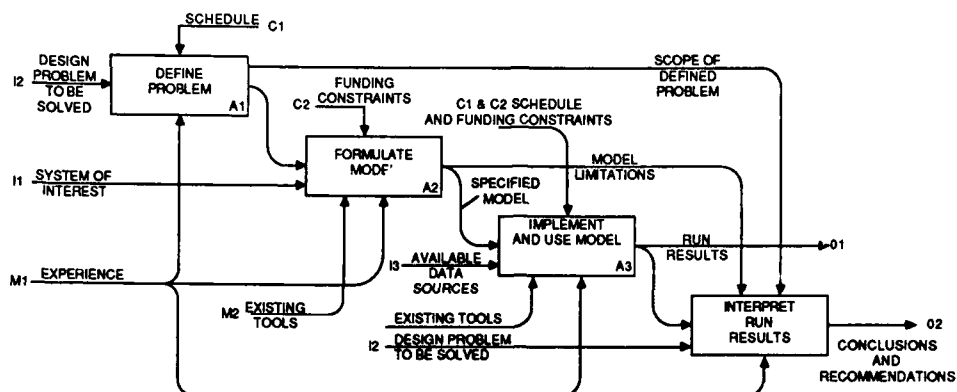 SCHEDULE C1
I2 DESIGN
PROBLEM
TO BE
SOLVED
DEFINE
PROBLEM
A1
SCOPE OF
DEFINED
PROBLEM
FUNDING
CONSTRAINTS
C2
C1 & C2 SCHEDULE
AND FUNDING CONSTRAINTS
I1 SYSTEM OF
INTEREST
FORMULATE
MODE'
A2
MODEL
LIMITATIONS
SPECIFIED
MODEL
IMPLEMENT
AND USE MODEL
A3
RUN
RESULTS
01
M1 EXPERIENCE
I3 AVAILABLE
DATA
SOURCES
M2 EXISTING
TOOLS
EXISTING TOOLS
I2 DESIGN PROBLEM
TO BE SOLVED
INTERPRET
RUN
RESULTS
02
CONCLUSIONS
AND
RECOMMENDATIONS